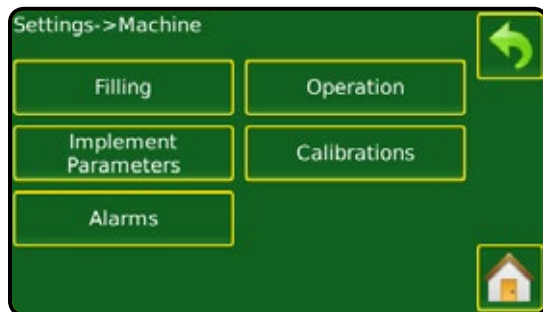 Settings->Machine
Filling
Operation
Implement
Parameters
Calibrations
Alarms